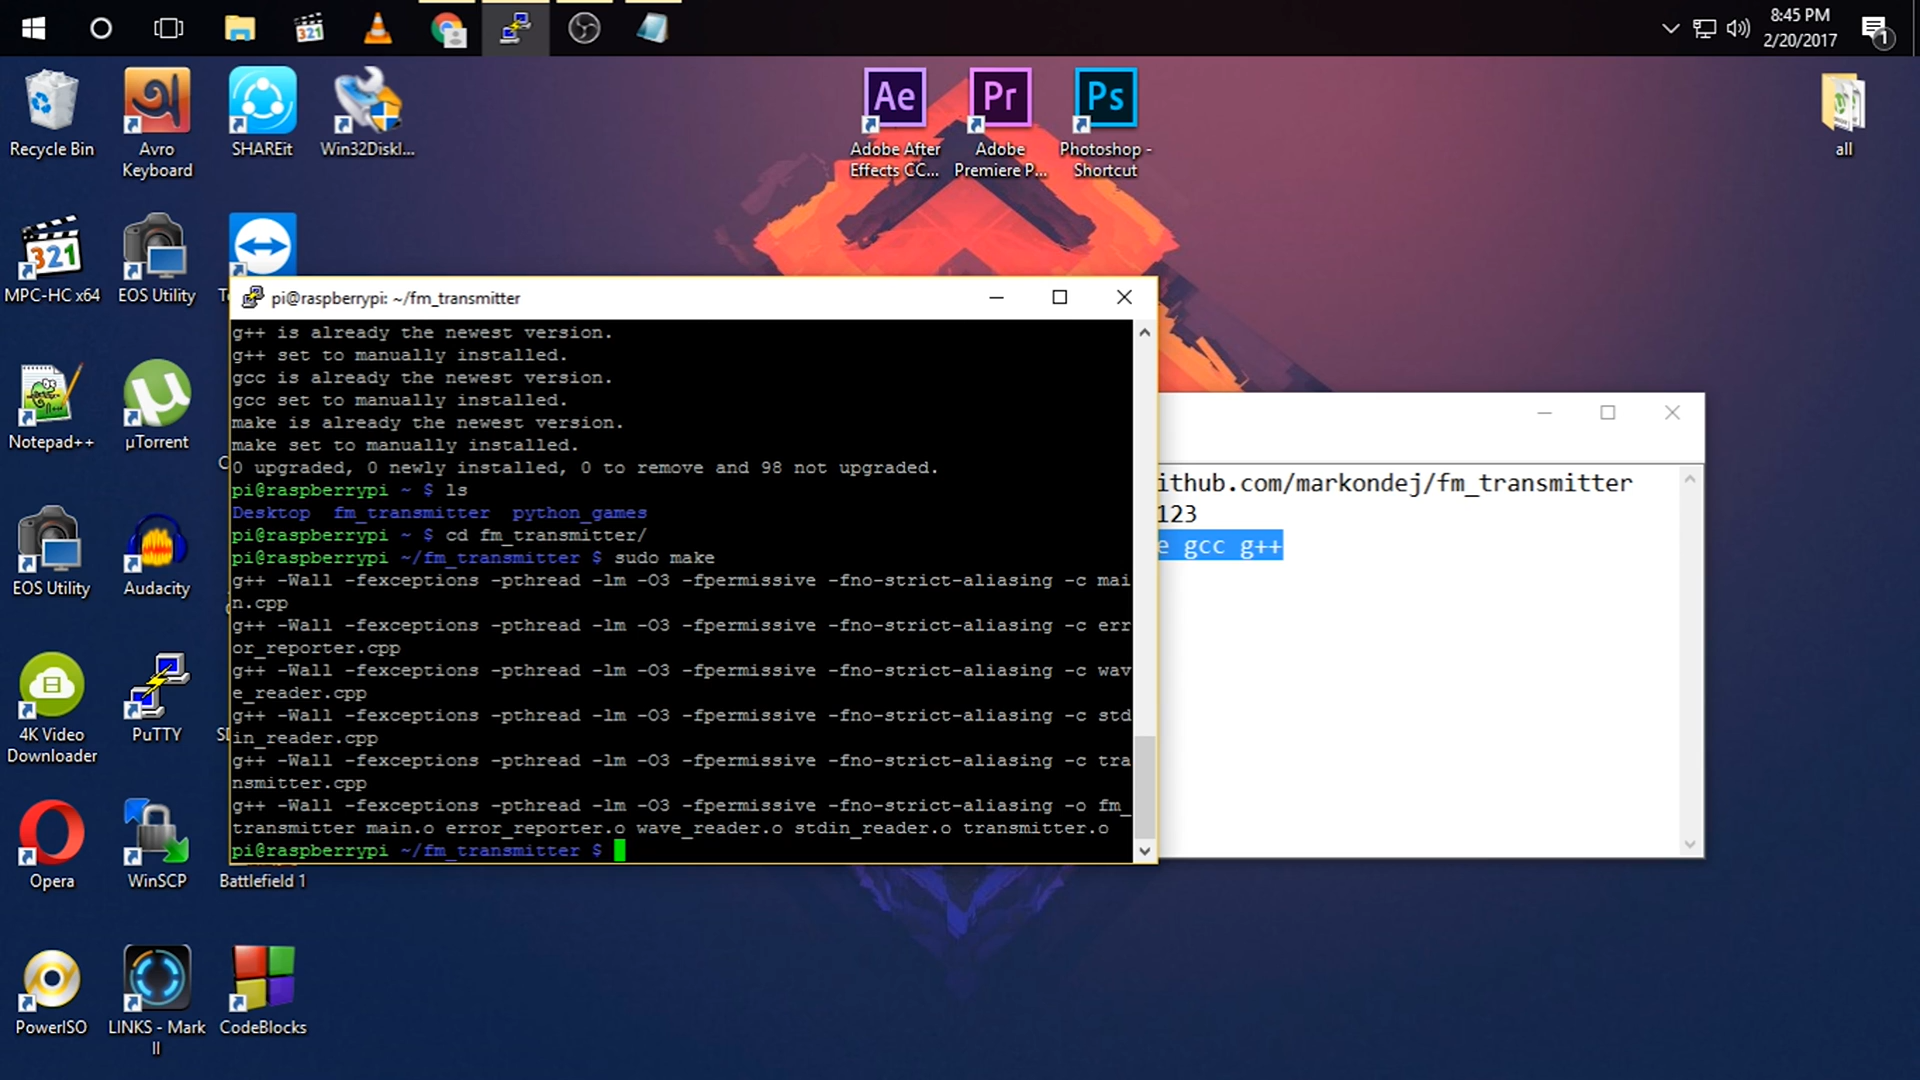 8:45 PM
2/20/2017
1
Recycle Bin
Avro
Keyboard
SHAREit
Win32DiskI...
Ae
Adobe After
Effects CC...
Pr
Adobe
Premiere P...
Ps
Photoshop -
Shortcut
all
321
MPC-HC x64
EOS Utility
Notepad++
µTorrent
EOS Utility
Audacity
4K Video
Downloader
PuTTY
Opera
WinSCP
Battlefield 1
PowerISO
LINKS - Mark
II
CodeBlocks
pi@raspberrypi: ~/fm_transmitter
g++ is already the newest version.
g++ set to manually installed.
gcc is already the newest version.
gcc set to manually installed.
make is already the newest version.
make set to manually installed.
0 upgraded, 0 newly installed, 0 to remove and 98 not upgraded.
pi@raspberrypi ~ $ ls
Desktop  fm_transmitter  python_games
pi@raspberrypi ~ $ cd fm_transmitter/
pi@raspberrypi ~/fm_transmitter $ sudo make
g++ -Wall -fexceptions -pthread -lm -O3 -fpermissive -fno-strict-aliasing -c mai
n.cpp
g++ -Wall -fexceptions -pthread -lm -O3 -fpermissive -fno-strict-aliasing -c err
or_reporter.cpp
g++ -Wall -fexceptions -pthread -lm -O3 -fpermissive -fno-strict-aliasing -c wav
e_reader.cpp
g++ -Wall -fexceptions -pthread -lm -O3 -fpermissive -fno-strict-aliasing -c std
in_reader.cpp
g++ -Wall -fexceptions -pthread -lm -O3 -fpermissive -fno-strict-aliasing -c tra
nsmitter.cpp
g++ -Wall -fexceptions -pthread -lm -O3 -fpermissive -fno-strict-aliasing -o fm_
transmitter main.o error_reporter.o wave_reader.o stdin_reader.o transmitter.o
pi@raspberrypi ~/fm_transmitter $
ithub.com/markondej/fm_transmitter
123
e gcc g++